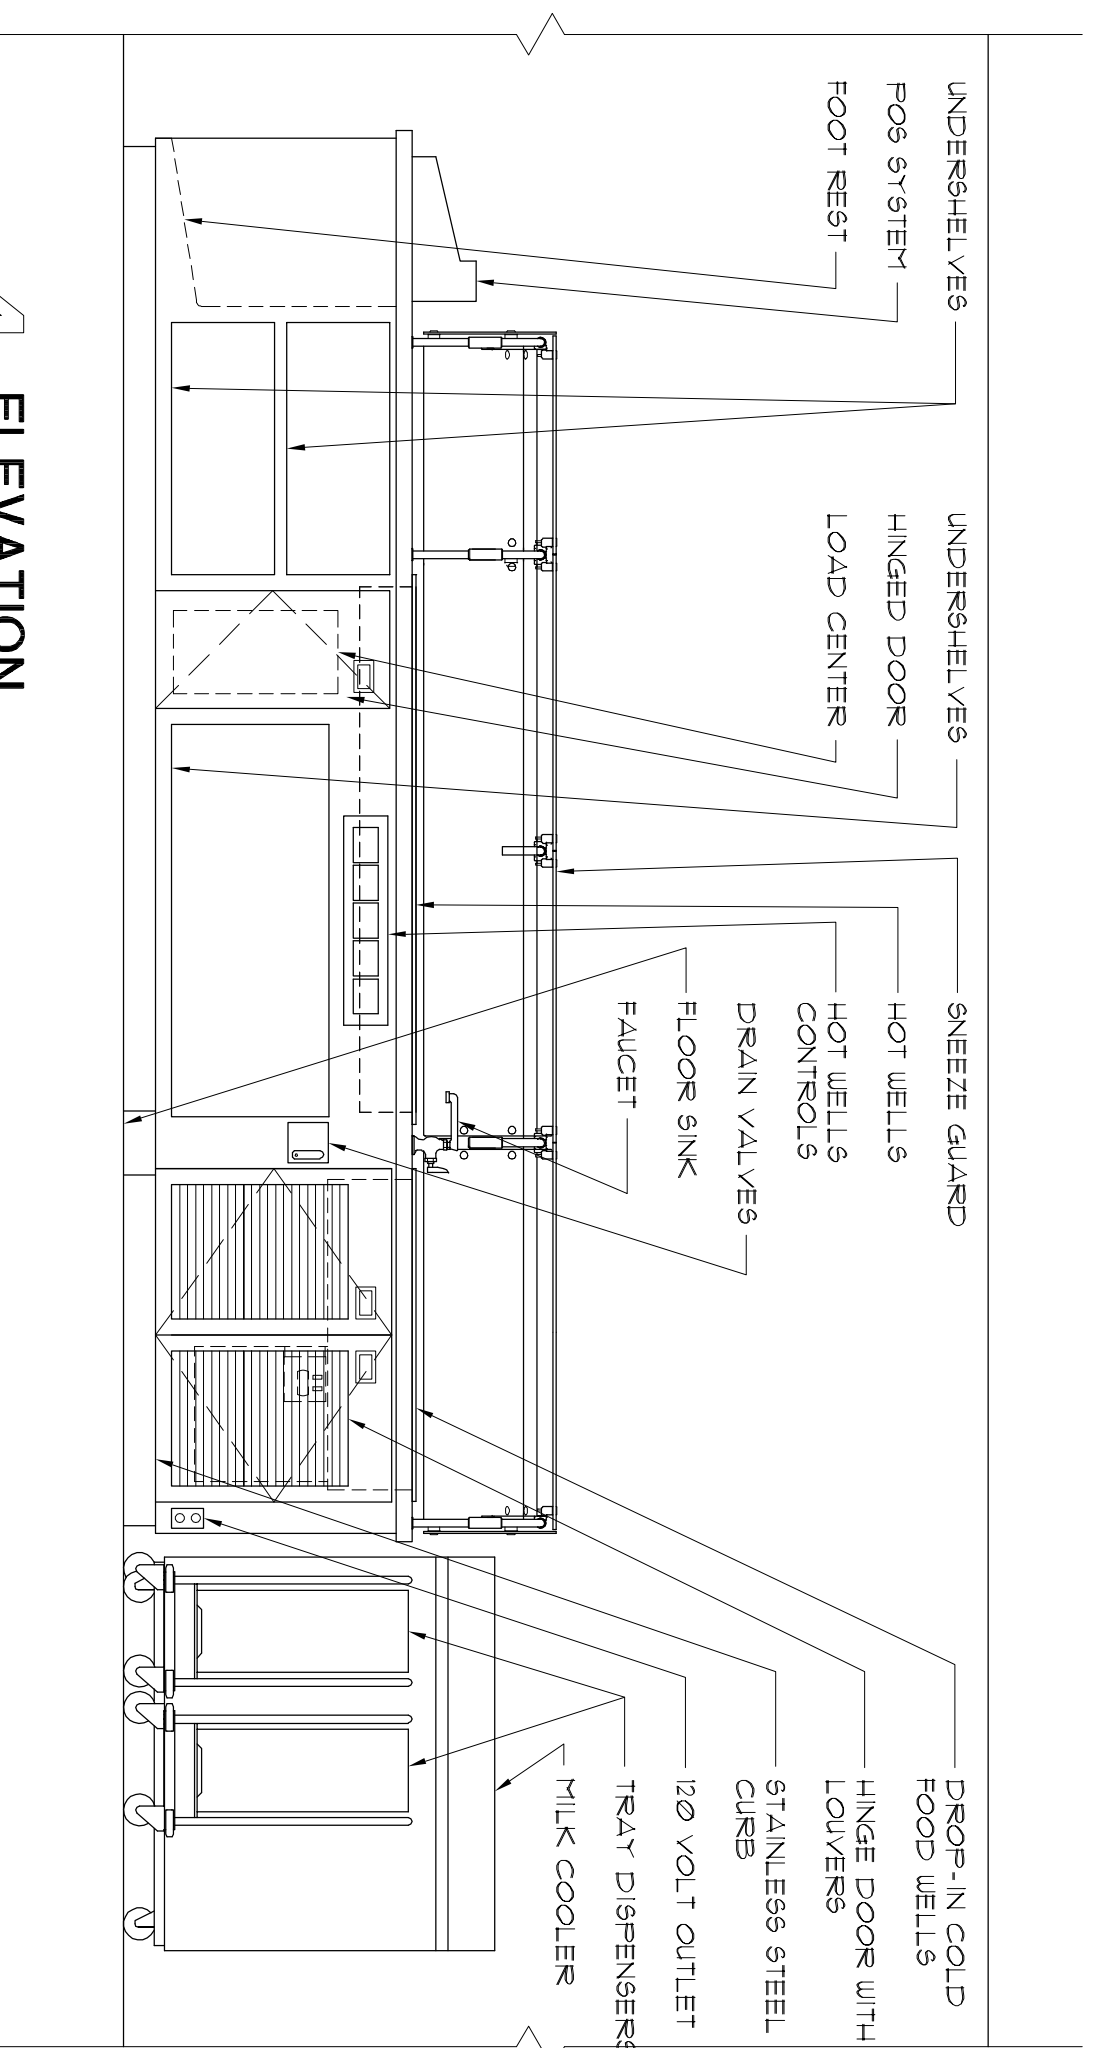 UNDERSHELVES
POS SYSTEM
FOOT REST
UNDERSHELVES
HINGED DOOR
LOAD CENTER
SNEEZE GUARD
HOT WELLS
HOT WELLS
CONTROLS
DRAIN VALVES
FLOOR SINK
FAUCET
DROP-IN COLD
FOOD WELLS
HINGE DOOR WITH
LOUVERS
STAINLESS STEEL
CURB
120 VOLT OUTLET
TRAY DISPENSERS
MILK COOLER
ELEVATION